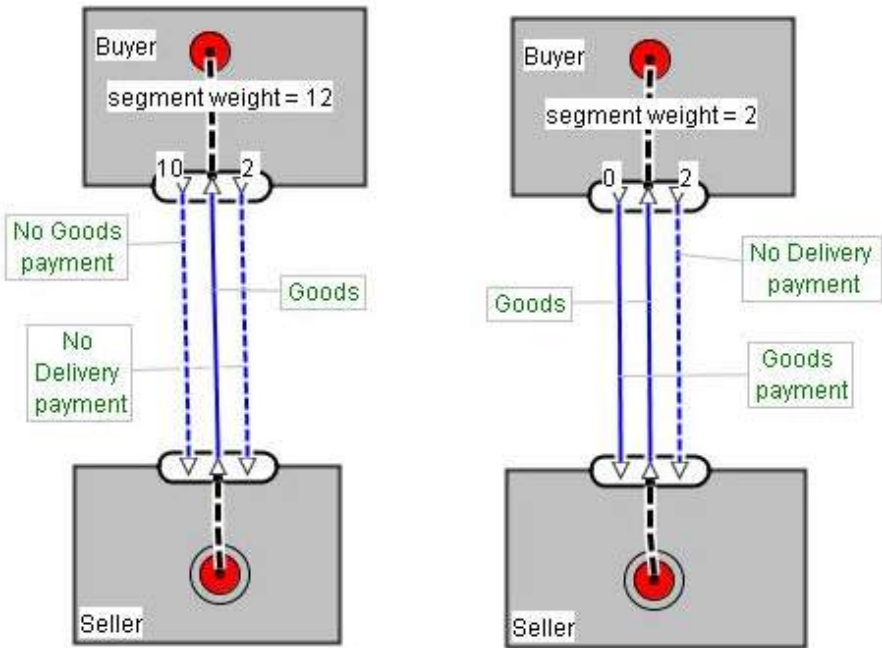 Buyer
segment weight = 12
10
2
No Goods
payment
Goods
No
Delivery
payment
Seller
Buyer
segment weight = 2
0
2
No Delivery
payment
Goods
Goods
payment
Seller